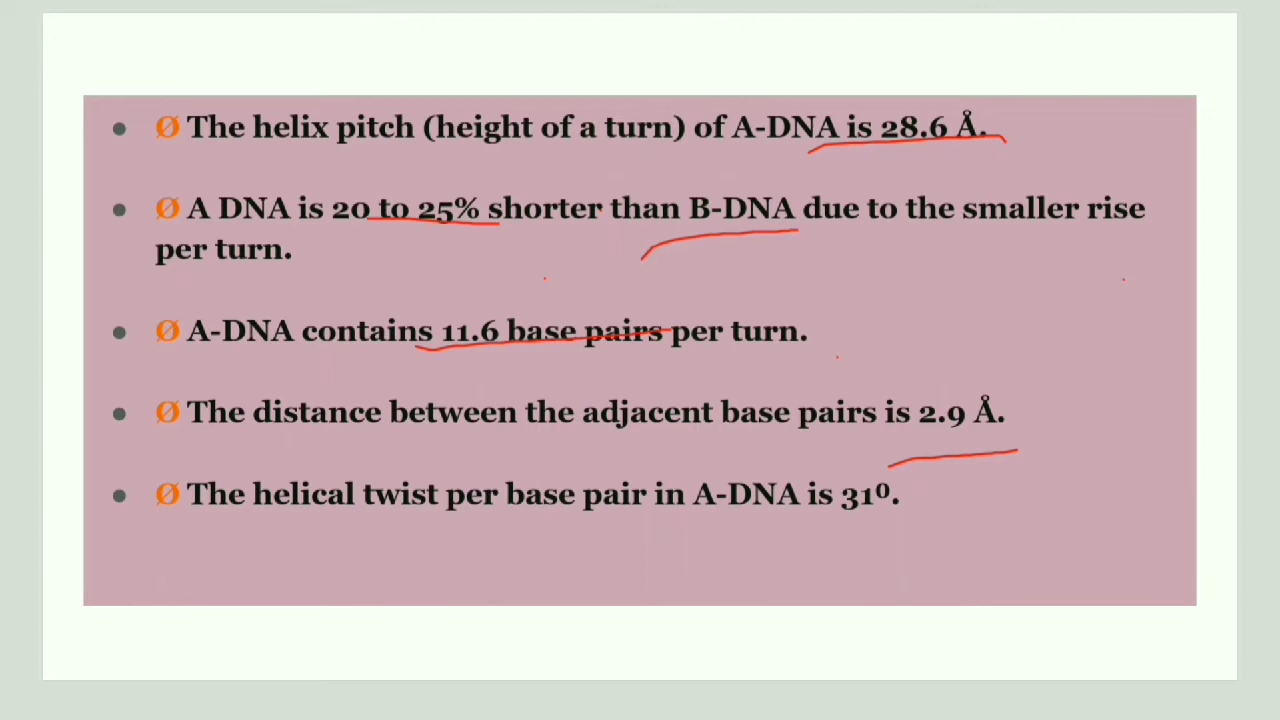 • Ø The helix pitch (height of a turn) of A-DNA is 28.6 Å.
• Ø A DNA is 20 to 25% shorter than B-DNA due to the smaller rise
per turn.
• Ø A-DNA contains 11.6 base pairs per turn.
• Ø The distance between the adjacent base pairs is 2.9 Å.
• Ø The helical twist per base pair in A-DNA is 31º.